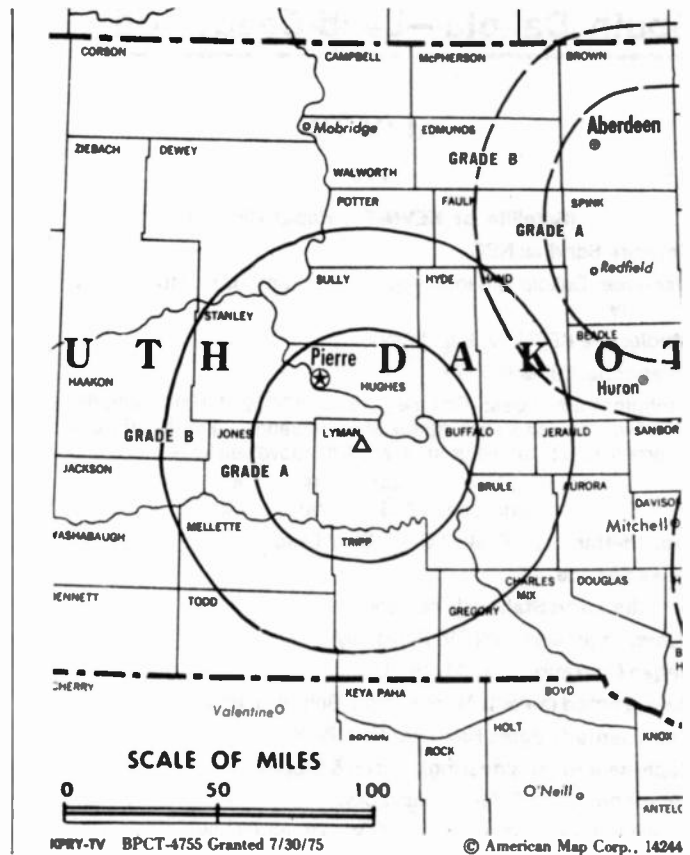 CORSON
CAMPBELL
McPHERSON
BROWN
Mobridge
EDMUNDS
Aberdeen
ZIEBACH
DEWEY
GRADE B
WALWORTH
POTTER
FAULK
SPINK
GRADE A
Redfield
SULLY
HYDE
HAND
STANLEY
BEADLE
U T H D A K O T
Pierre
HAAKON
HUGHES
Huron
GRADE B
JONES
LYMAN
BUFFALO
JERAULD
SANBOR
JACKSON
GRADE A
BRULE
AURORA
DAVISON
MELLETTE
Mitchell
WASHABAUGH
TRIPP
CHARLES
MIX
DOUGLAS
H
BENNETT
TODD
GREGORY
B
H
CHERRY
KEYA PAHA
BOYD
Valentine
HOLT
BROWN
ROCK
KNOX
SCALE OF MILES
0 50 100
O'Neill
ANTELO
KPRY-TV BPCT-4755 Granted 7/30/75
© American Map Corp., 14244